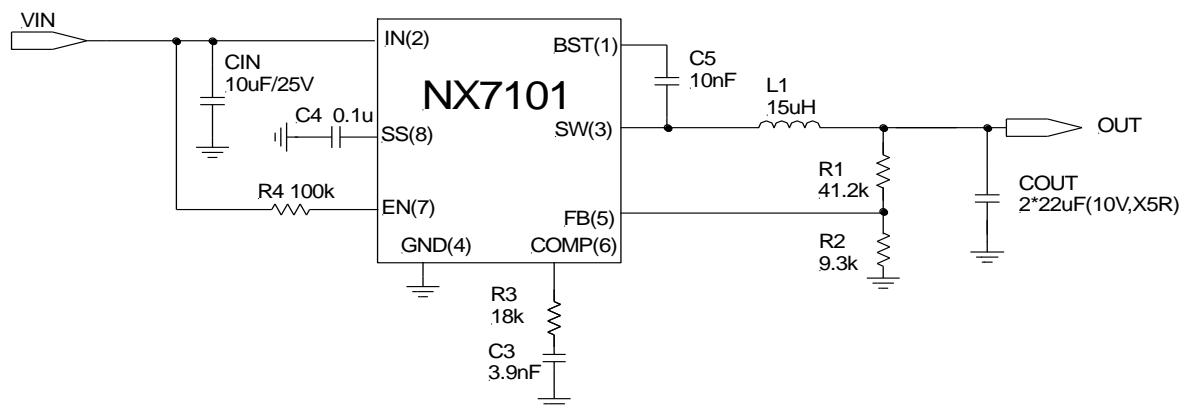 VIN
CIN
10uF/25V
IN(2)
BST(1)
C5
10nF
NX7101
L1
15uH
C4 0.1u
SS(8)
SW(3)
OUT
R4 100k
EN(7)
FB(5)
R1
41.2k
COUT
2*22uF(10V,X5R)
GND(4)
COMP(6)
R2
9.3k
R3
18k
C3
3.9nF